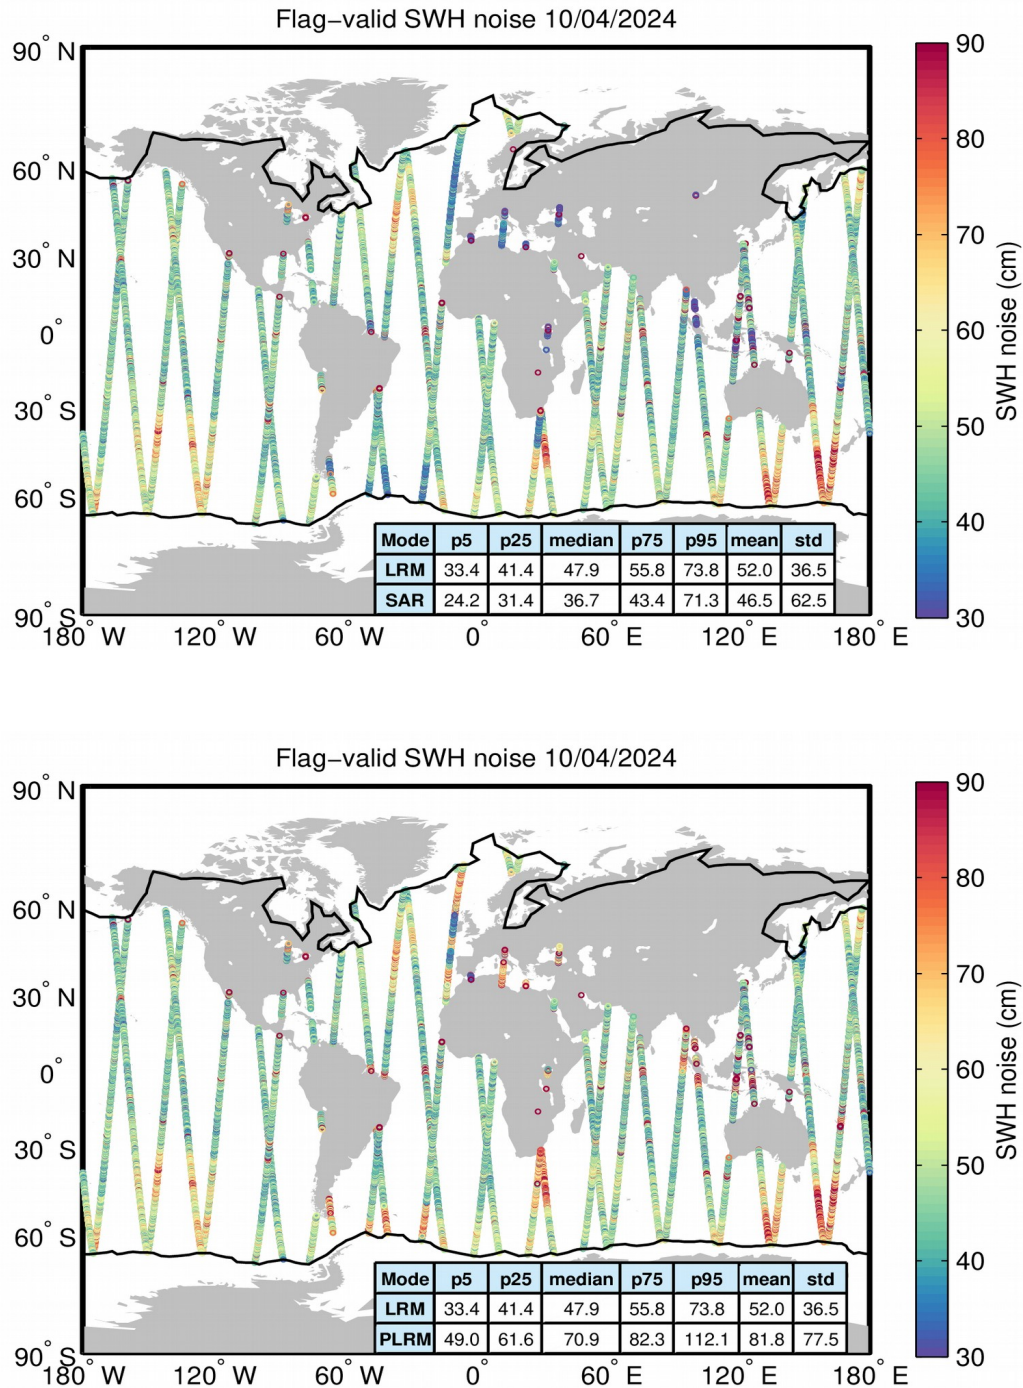 Flag−valid SWH noise 10/04/2024
90° N
60° N
30° N
0°
30° S
60° S
90° S
180° W 120° W 60° W 0° 60° E 120° E 180° E
90
80
70
60
50
40
30
SWH noise (cm)
Mode p5 p25 median p75 p95 mean std
LRM 33.4 41.4 47.9 55.8 73.8 52.0 36.5
SAR 24.2 31.4 36.7 43.4 71.3 46.5 62.5
Flag−valid SWH noise 10/04/2024
90° N
60° N
30° N
0°
30° S
60° S
90° S
180° W 120° W 60° W 0° 60° E 120° E 180° E
90
80
70
60
50
40
30
SWH noise (cm)
Mode p5 p25 median p75 p95 mean std
LRM 33.4 41.4 47.9 55.8 73.8 52.0 36.5
PLRM 49.0 61.6 70.9 82.3 112.1 81.8 77.5